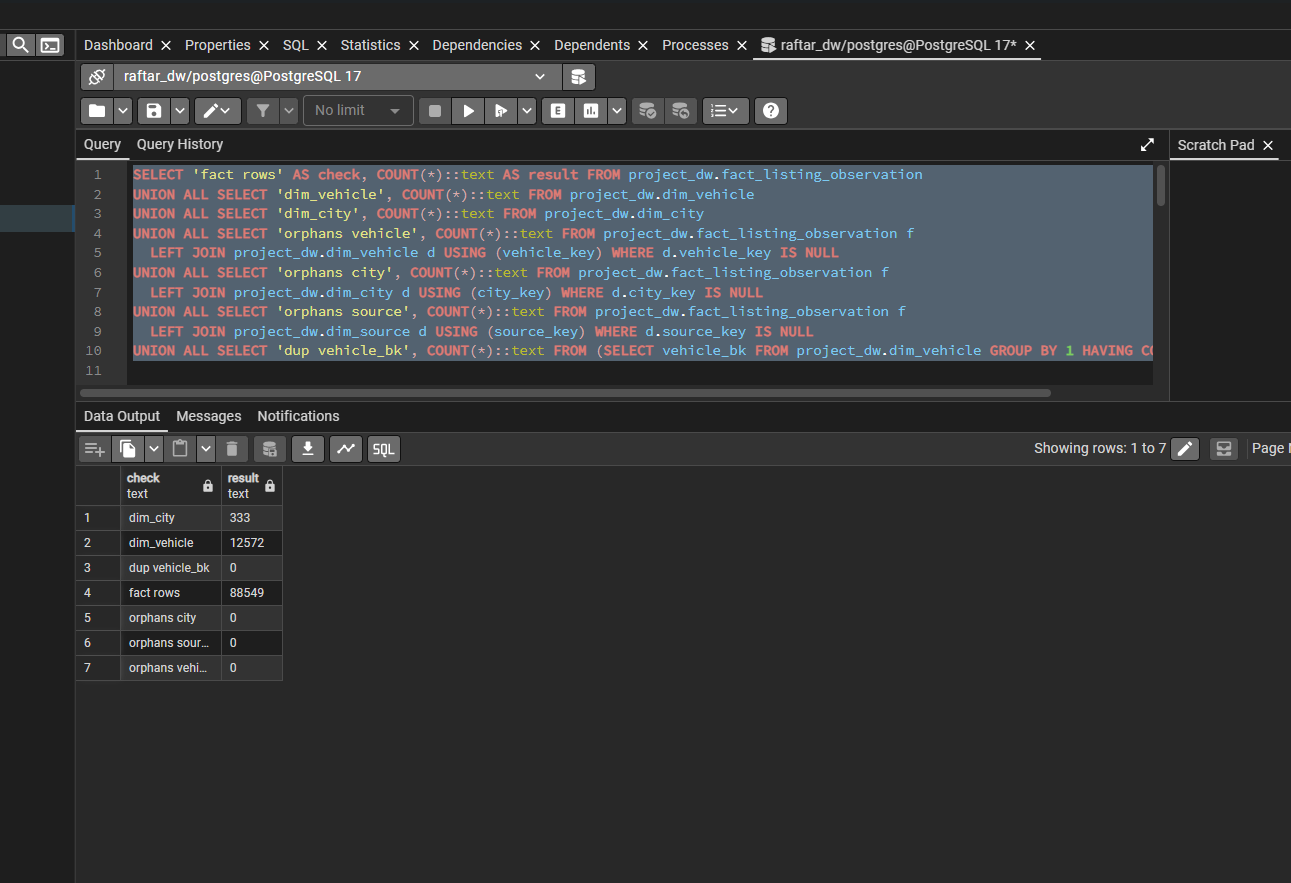 Dashboard Properties SQL Statistics Dependencies Dependents Processes raftar_dw/postgres@PostgreSQL 17*
raftar_dw/postgres@PostgreSQL 17
No limit
E
Query Query History
Scratch Pad
1 SELECT 'fact rows' AS check, COUNT(*)::text AS result FROM project_dw.fact_listing_observation
2 UNION ALL SELECT 'dim_vehicle', COUNT(*)::text FROM project_dw.dim_vehicle
3 UNION ALL SELECT 'dim_city', COUNT(*)::text FROM project_dw.dim_city
4 UNION ALL SELECT 'orphans vehicle', COUNT(*)::text FROM project_dw.fact_listing_observation f
5 LEFT JOIN project_dw.dim_vehicle d USING (vehicle_key) WHERE d.vehicle_key IS NULL
6 UNION ALL SELECT 'orphans city', COUNT(*)::text FROM project_dw.fact_listing_observation f
7 LEFT JOIN project_dw.dim_city d USING (city_key) WHERE d.city_key IS NULL
8 UNION ALL SELECT 'orphans source', COUNT(*)::text FROM project_dw.fact_listing_observation f
9 LEFT JOIN project_dw.dim_source d USING (source_key) WHERE d.source_key IS NULL
10 UNION ALL SELECT 'dup vehicle_bk', COUNT(*)::text FROM (SELECT vehicle_bk FROM project_dw.dim_vehicle GROUP BY 1 HAVING
11
Data Output Messages Notifications
SQL
Showing rows: 1 to 7
Page
check
text
result
text
1 dim_city 333
2 dim_vehicle 12572
3 dup vehicle_bk 0
4 fact rows 88549
5 orphans city 0
6 orphans sour... 0
7 orphans vehi... 0